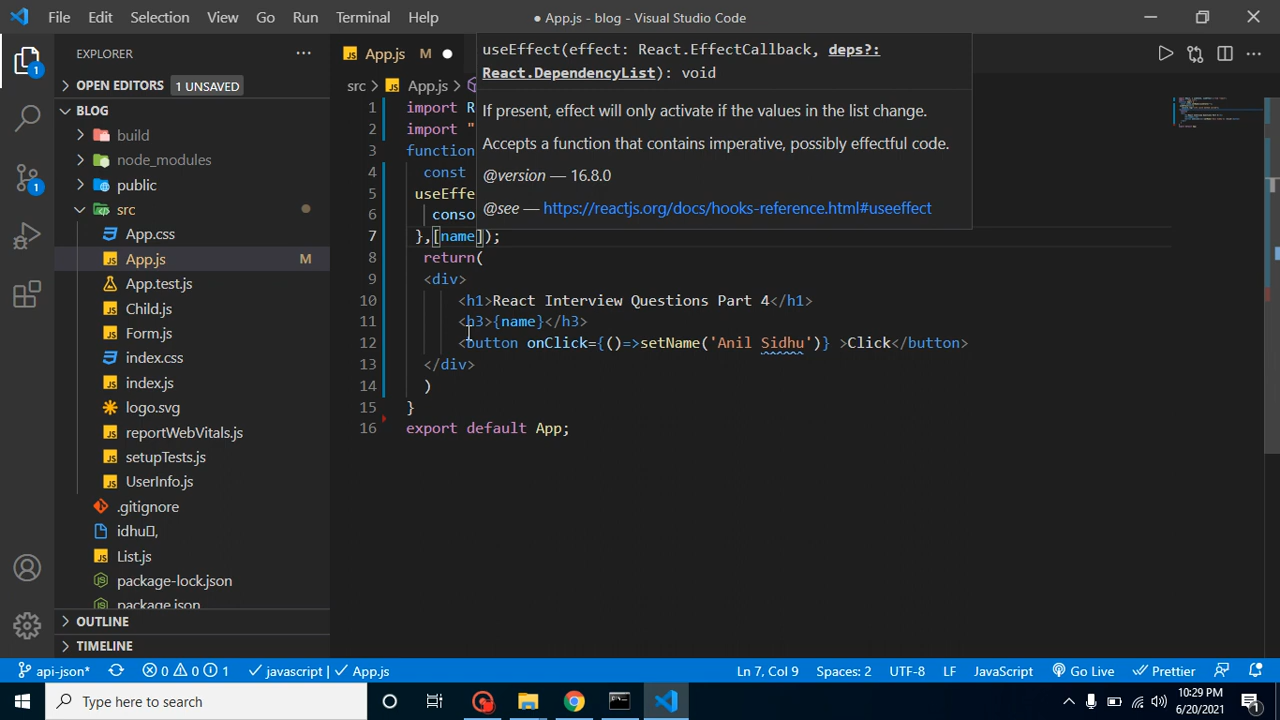 File Edit Selection View Go Run Terminal Help
● App.js - blog - Visual Studio Code
EXPLORER
OPEN EDITORS 1 UNSAVED
BLOG
build
node_modules
public
src
App.css
App.js M
App.test.js
Child.js
Form.js
index.css
index.js
logo.svg
reportWebVitals.js
setupTests.js
UserInfo.js
.gitignore
List.js
package-lock.json
package.json
OUTLINE
TIMELINE
App.js M ●
src > App.js >
useEffect(effect: React.EffectCallback, deps?:
React.DependencyList): void
If present, effect will only activate if the values in the list change.
Accepts a function that contains imperative, possibly effectful code.
@version — 16.8.0
@see — https://reactjs.org/docs/hooks-reference.html#useeffect
1 import R
2 import "
3 function
4 const
5 useEffe
6 conso
7 },[name]);
8 return(
9 <div>
10 <h1>React Interview Questions Part 4</h1>
11 <h3>{name}</h3>
12 <button onClick={()=>setName('Anil Sidhu')} >Click</button>
13 </div>
14 )
15 }
16 export default App;
api-json* 0 0 1 javascript | App.js
Ln 7, Col 9 Spaces: 2 UTF-8 LF JavaScript Go Live Prettier
Type here to search
10:29 PM
6/20/2021